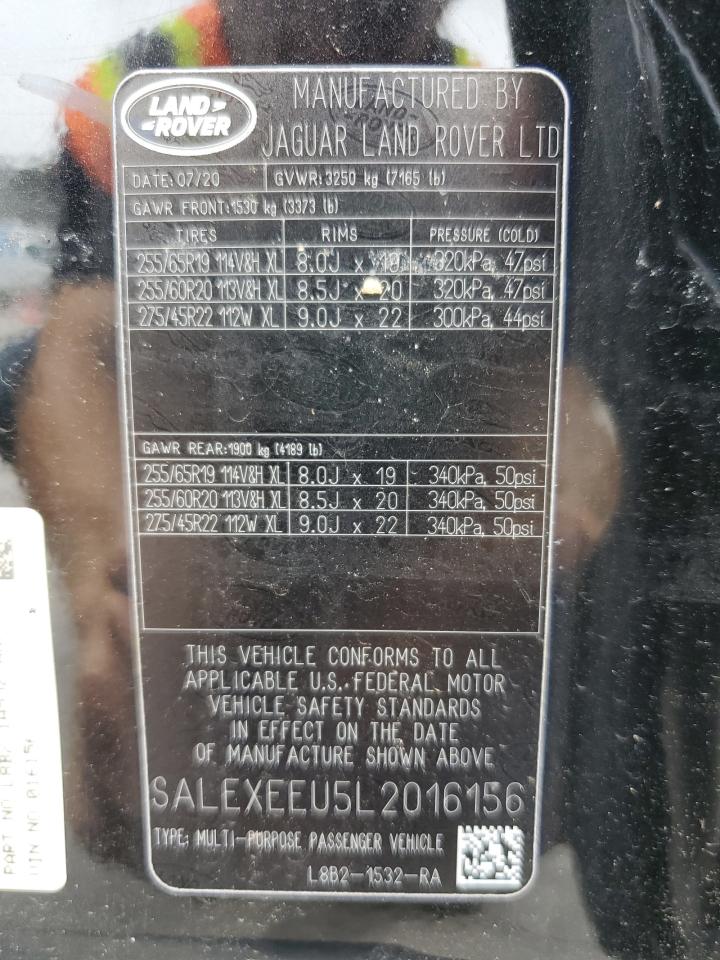 LAND-
-ROVER
MANUFACTURED BY
JAGUAR LAND ROVER LTD
DATE:07/20 GVWR:3250 kg (7165 lb)
GAWR FRONT:1530 kg (3373 lb)
TIRES RIMS PRESSURE (COLD)
255/65R19 114V&H XL 8.0J x 19 320kPa, 47psi
255/60R20 113V&H XL 8.5J x 20 320kPa, 47psi
275/45R22 112W XL 9.0J x 22 300kPa, 44psi
GAWR REAR:1900 kg (4189 lb)
255/65R19 114V&H XL 8.0J x 19 340kPa, 50psi
255/60R20 113V&H XL 8.5J x 20 340kPa, 50psi
275/45R22 112W XL 9.0J x 22 340kPa, 50psi
THIS VEHICLE CONFORMS TO ALL
APPLICABLE U.S. FEDERAL MOTOR
VEHICLE SAFETY STANDARDS
IN EFFECT ON THE DATE
OF MANUFACTURE SHOWN ABOVE
SALEXEEU5L2016156
TYPE: MULTI-PURPOSE PASSENGER VEHICLE
L8B2-1532-RA
PART NO
VIN NO 016156